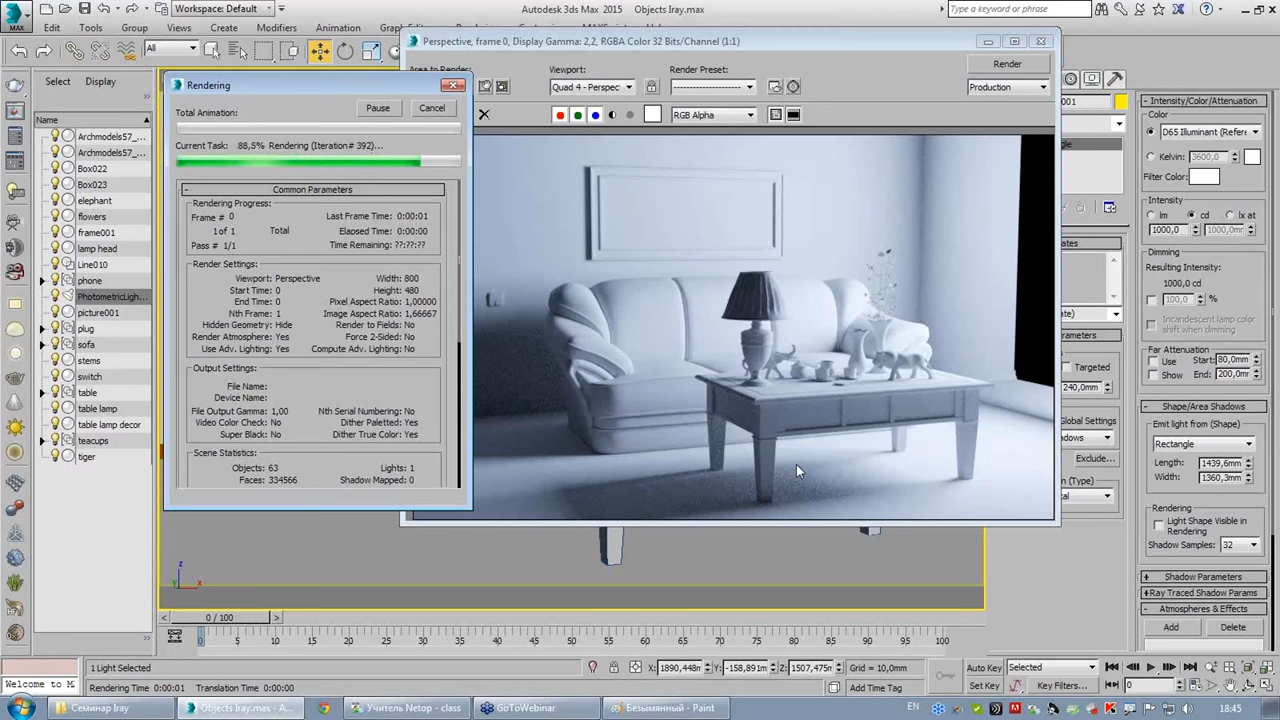 Workspace: Default
Autodesk 3ds Max 2015    Objects Iray.max
Type a keyword or phrase
MAX
Edit
Tools
Group
Views
Create
Modifiers
All
Select
Display
Name
Archmodels57_...
Archmodels57_...
Box022
Box023
elephant
flowers
frame001
lamp head
Line010
phone
PhotometricLigh...
picture001
plug
sofa
stems
switch
table
table lamp
table lamp decor
teacups
tiger
Rendering
Total Animation:
Pause
Cancel
Current Task: 88,5% Rendering (Iteration# 392)...
Common Parameters
Rendering Progress:
Frame # 0
Last Frame Time: 0:00:01
1 of 1
Total
Elapsed Time: 0:00:00
Pass # 1/1
Time Remaining: ??:??:??
Render Settings:
Viewport: Perspective
Width: 800
Start Time: 0
Height: 480
End Time: 0
Pixel Aspect Ratio: 1,00000
Nth Frame: 1
Image Aspect Ratio: 1,66667
Hidden Geometry: Hide
Render to Fields: No
Render Atmosphere: Yes
Force 2-Sided: No
Use Adv. Lighting: Yes
Compute Adv. Lighting: No
Output Settings:
File Name:
Device Name:
File Output Gamma: 1,00
Nth Serial Numbering: No
Video Color Check: No
Dither Paletted: Yes
Super Black: No
Dither True Color: Yes
Scene Statistics:
Objects: 63
Lights: 1
Faces: 334566
Shadow Mapped: 0
Perspective, frame 0, Display Gamma: 2,2, RGBA Color 32 Bits/Channel (1:1)
Viewport:
Render Preset:
Render
Quad 4 - Perspec
--------------------
Production
RGB Alpha
001
Targeted
240,0mm
Exclude...
Intensity/Color/Attenuation
Color
D65 Illuminant (Refere
Kelvin: 3600,0
Filter Color:
Intensity
lm
cd
lx at
1000,0
1000,0mm
Dimming
Resulting Intensity:
1000,0 cd
100,0 %
Incandescent lamp color
shift when dimming
Far Attenuation
Use
Start: 80,0mm
Show
End: 200,0mm
Shape/Area Shadows
Emit light from (Shape)
Rectangle
Length: 1439,6mm
Width: 1360,3mm
Rendering
Light Shape Visible in
Rendering
Shadow Samples: 32
Shadow Parameters
Ray Traced Shadow Params
Atmospheres & Effects
Add
Delete
z
x
0 / 100
0 5 10 15 20 25 30 35 40 45 50 55 60 65 70 75 80 85 90 95 100
1 Light Selected
X: 1890,448m
Y: -158,891m
Z: 1507,475m
Grid = 10,0mm
Auto Key
Selected
Welcome to M
Rendering Time 0:00:01
Translation Time 0:00:00
Add Time Tag
Set Key
Key Filters...
0
Семинар Iray
Objects Iray.max - A...
Учитель Netop - class
GoToWebinar
Безымянный - Paint
EN
18:45